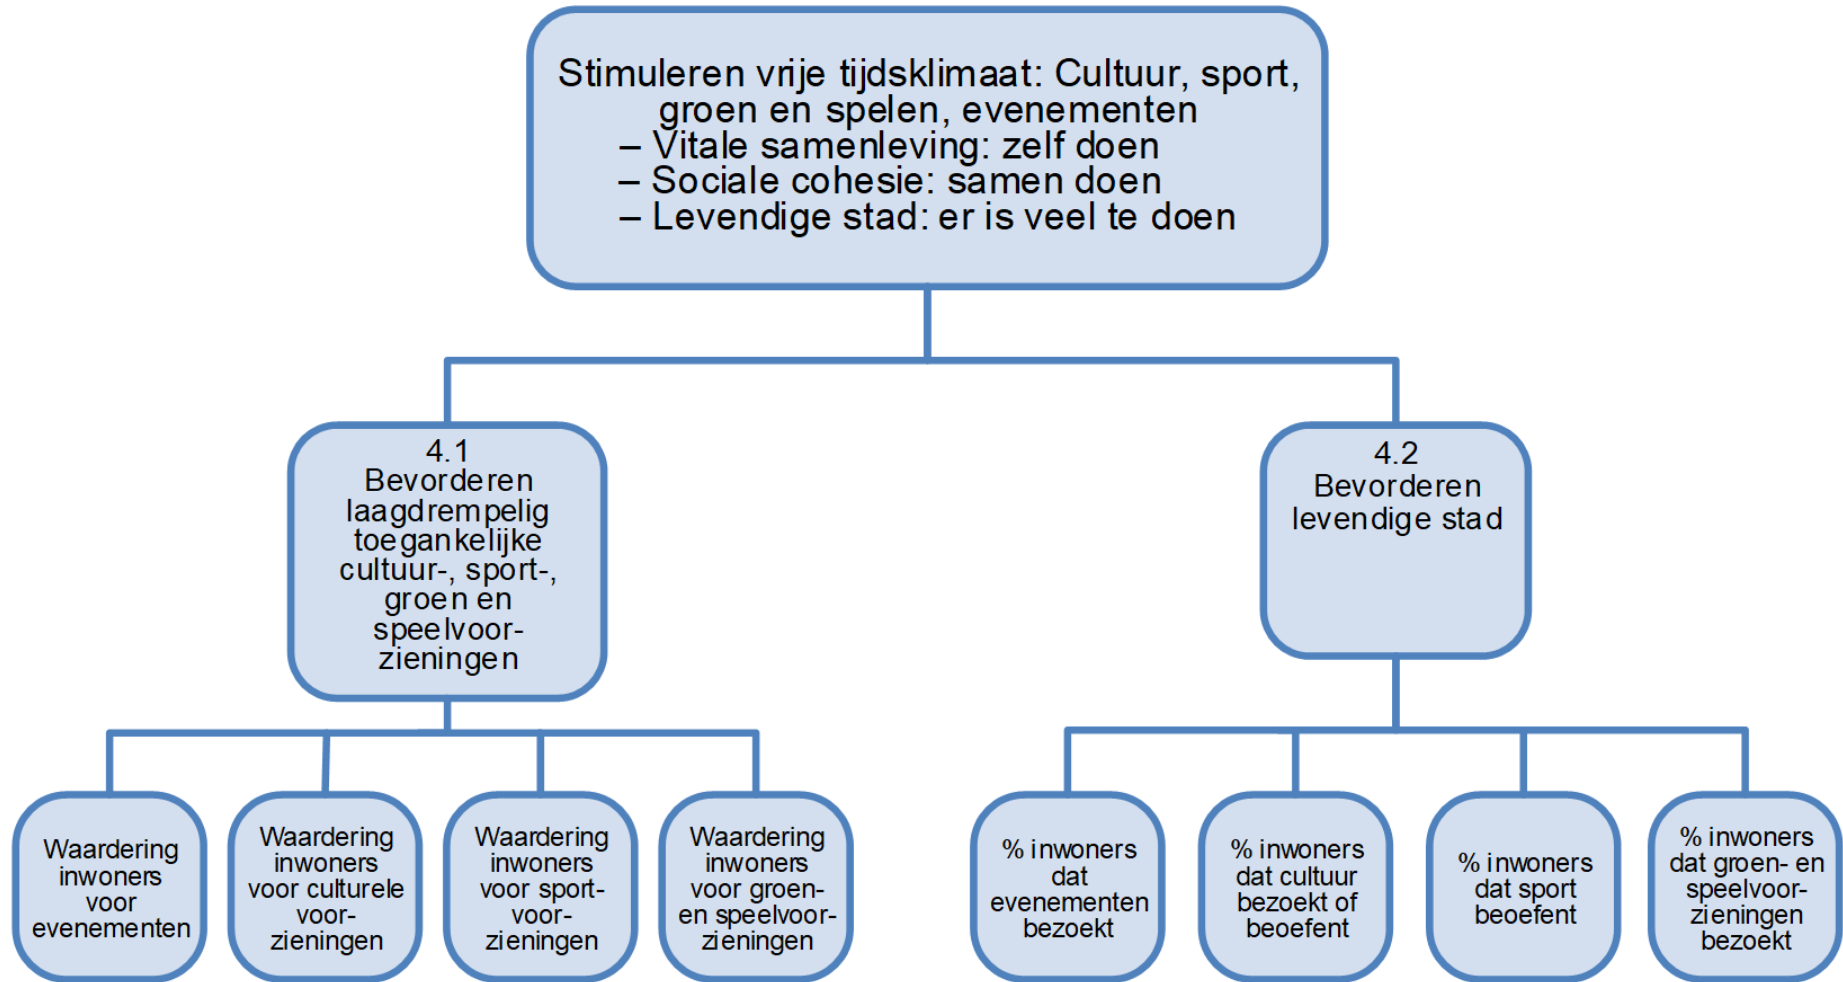 Stimuleren vrije tijdsklimaat: Cultuur, sport,
groen en spelen, evenementen
– Vitale samenleving: zelf doen
– Sociale cohesie: samen doen
– Levendige stad: er is veel te doen
4.1
Bevorderen
laagdrempelig
toegankelijke
cultuur-, sport-,
groen en
speelvoor-
zieningen
4.2
Bevorderen
levendige stad
Waardering
inwoners
voor
evenementen
Waardering
inwoners
voor culturele
voor-
zieningen
Waardering
inwoners
voor sport-
voor-
zieningen
Waardering
inwoners
voor groen-
en speelvoor-
zieningen
% inwoners
dat
evenementen
bezoekt
% inwoners
dat cultuur
bezoekt of
beoefent
% inwoners
dat sport
beoefent
% inwoners
dat groen- en
speelvoor-
zieningen
bezoekt